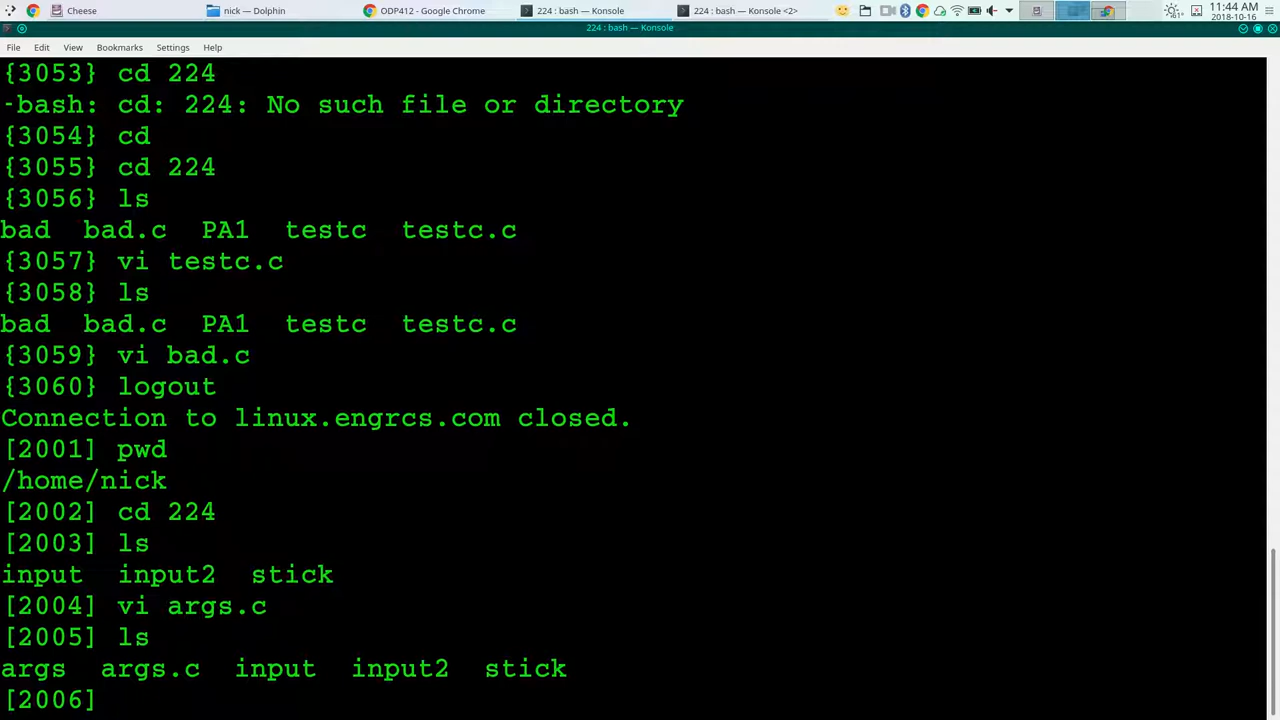 Cheese
nick — Dolphin
ODP412 - Google Chrome
224 : bash — Konsole
224 : bash — Konsole <2>
11:44 AM
2018-10-16
224 : bash — Konsole
File Edit View Bookmarks Settings Help
{3053} cd 224
-bash: cd: 224: No such file or directory
{3054} cd
{3055} cd 224
{3056} ls
bad bad.c PA1 testc testc.c
{3057} vi testc.c
{3058} ls
bad bad.c PA1 testc testc.c
{3059} vi bad.c
{3060} logout
Connection to linux.engrcs.com closed.
[2001] pwd
/home/nick
[2002] cd 224
[2003] ls
input input2 stick
[2004] vi args.c
[2005] ls
args args.c input input2 stick
[2006]